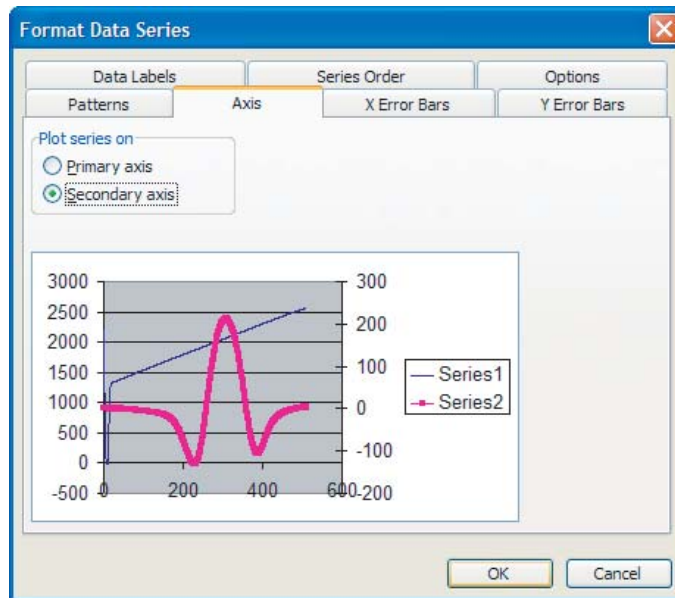 Format Data Series
Data Labels Series Order Options
Patterns Axis X Error Bars Y Error Bars
Plot series on
Primary axis
Secondary axis
3000 300
2500
2000 200
1500 100
1000 0
500
0 -100
-500 0 200 400 600 -200
Series1
Series2
OK Cancel